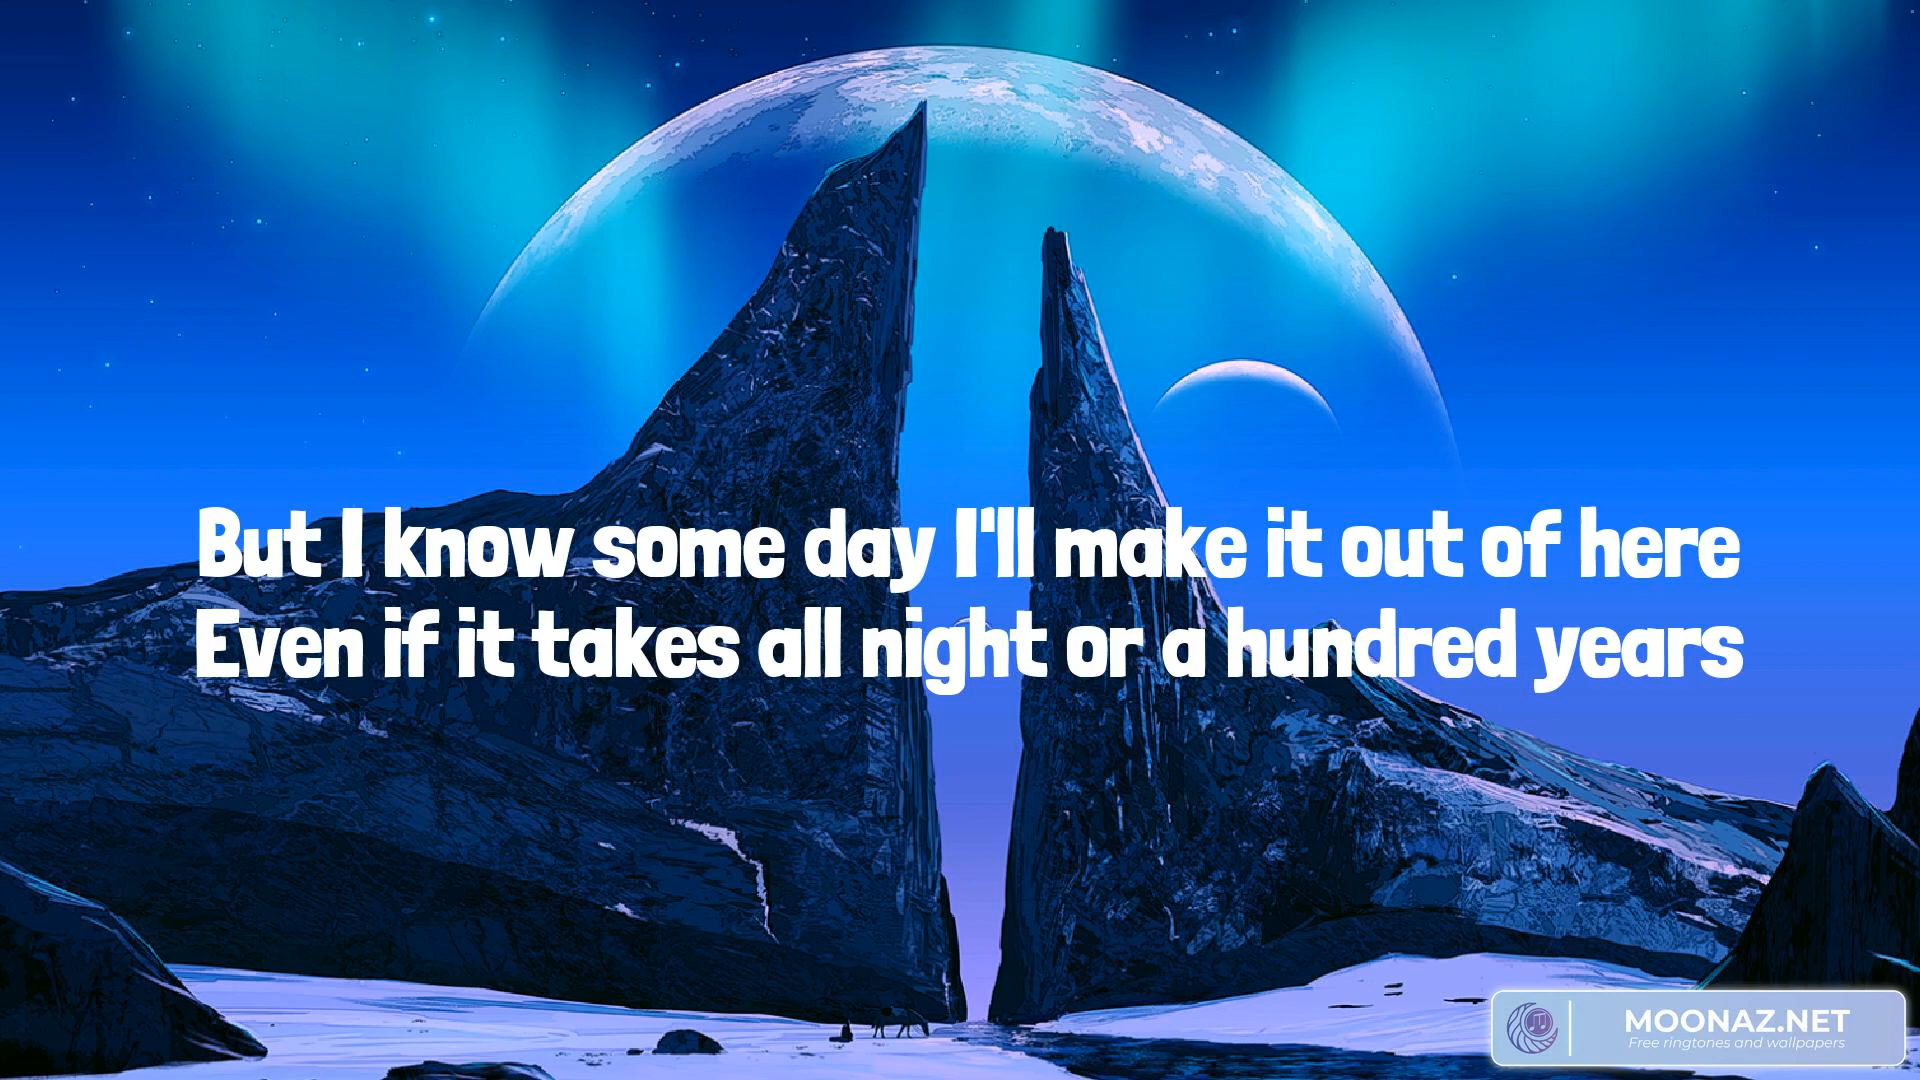 But I know some day I'll make it out of here
Even if it takes all night or a hundred years
MOONAZ.NET
Free ringtones and wallpapers